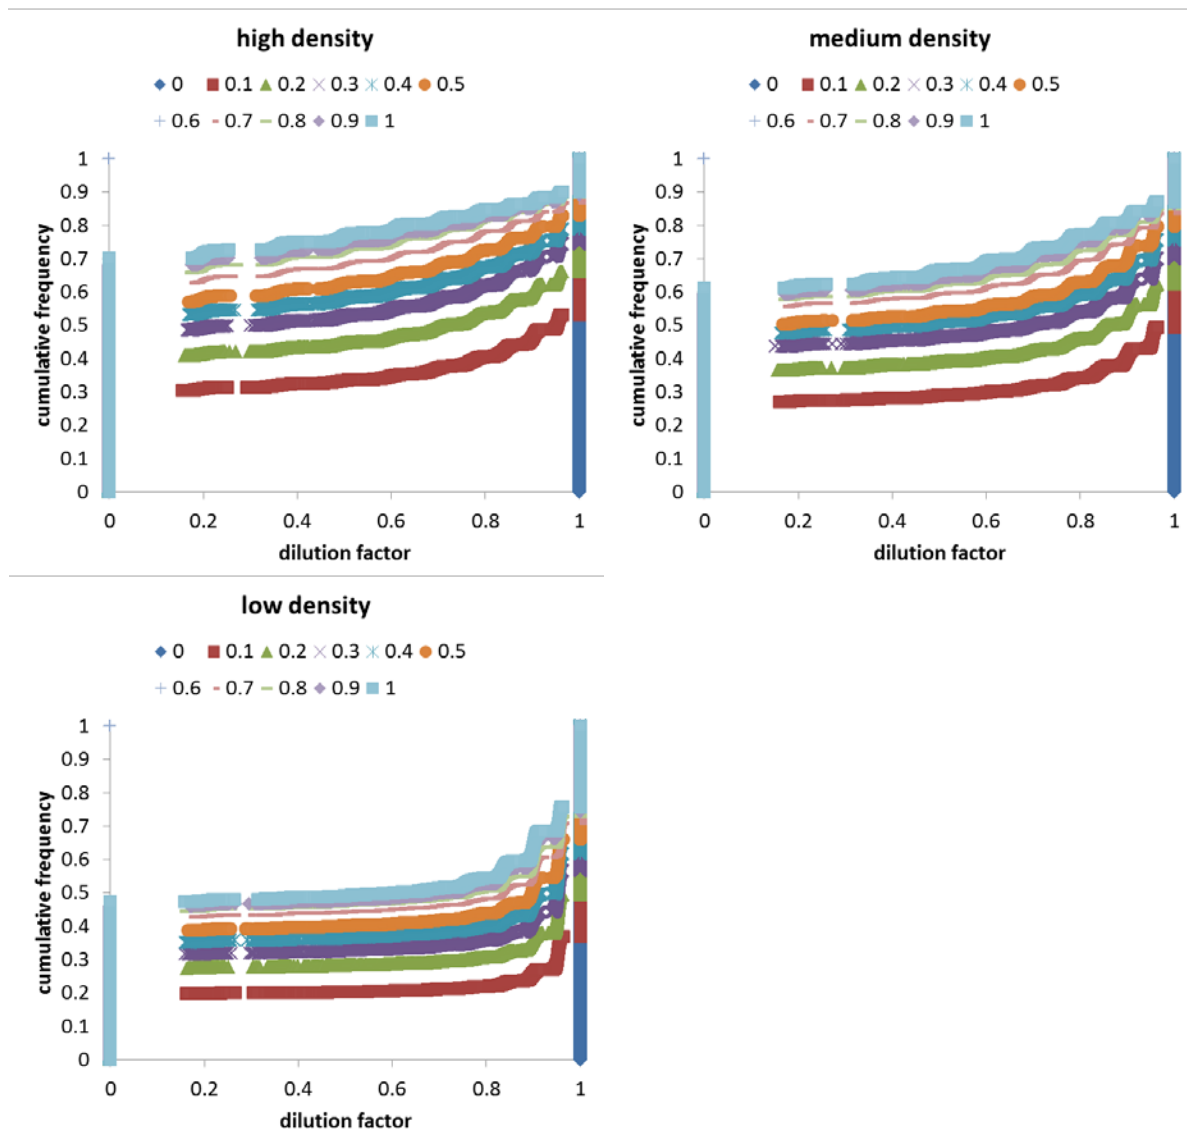 high density
0 0.1 0.2 0.3 0.4 0.5
0.6 0.7 0.8 0.9 1
1
0.9
0.8
0.7
0.6
0.5
0.4
0.3
0.2
0.1
0
cumulative frequency
0 0.2 0.4 0.6 0.8 1
dilution factor
medium density
0 0.1 0.2 0.3 0.4 0.5
0.6 0.7 0.8 0.9 1
1
0.9
0.8
0.7
0.6
0.5
0.4
0.3
0.2
0.1
0
cumulative frequency
0 0.2 0.4 0.6 0.8 1
dilution factor
low density
0 0.1 0.2 0.3 0.4 0.5
0.6 0.7 0.8 0.9 1
1
0.9
0.8
0.7
0.6
0.5
0.4
0.3
0.2
0.1
0
cumulative frequency
0 0.2 0.4 0.6 0.8 1
dilution factor